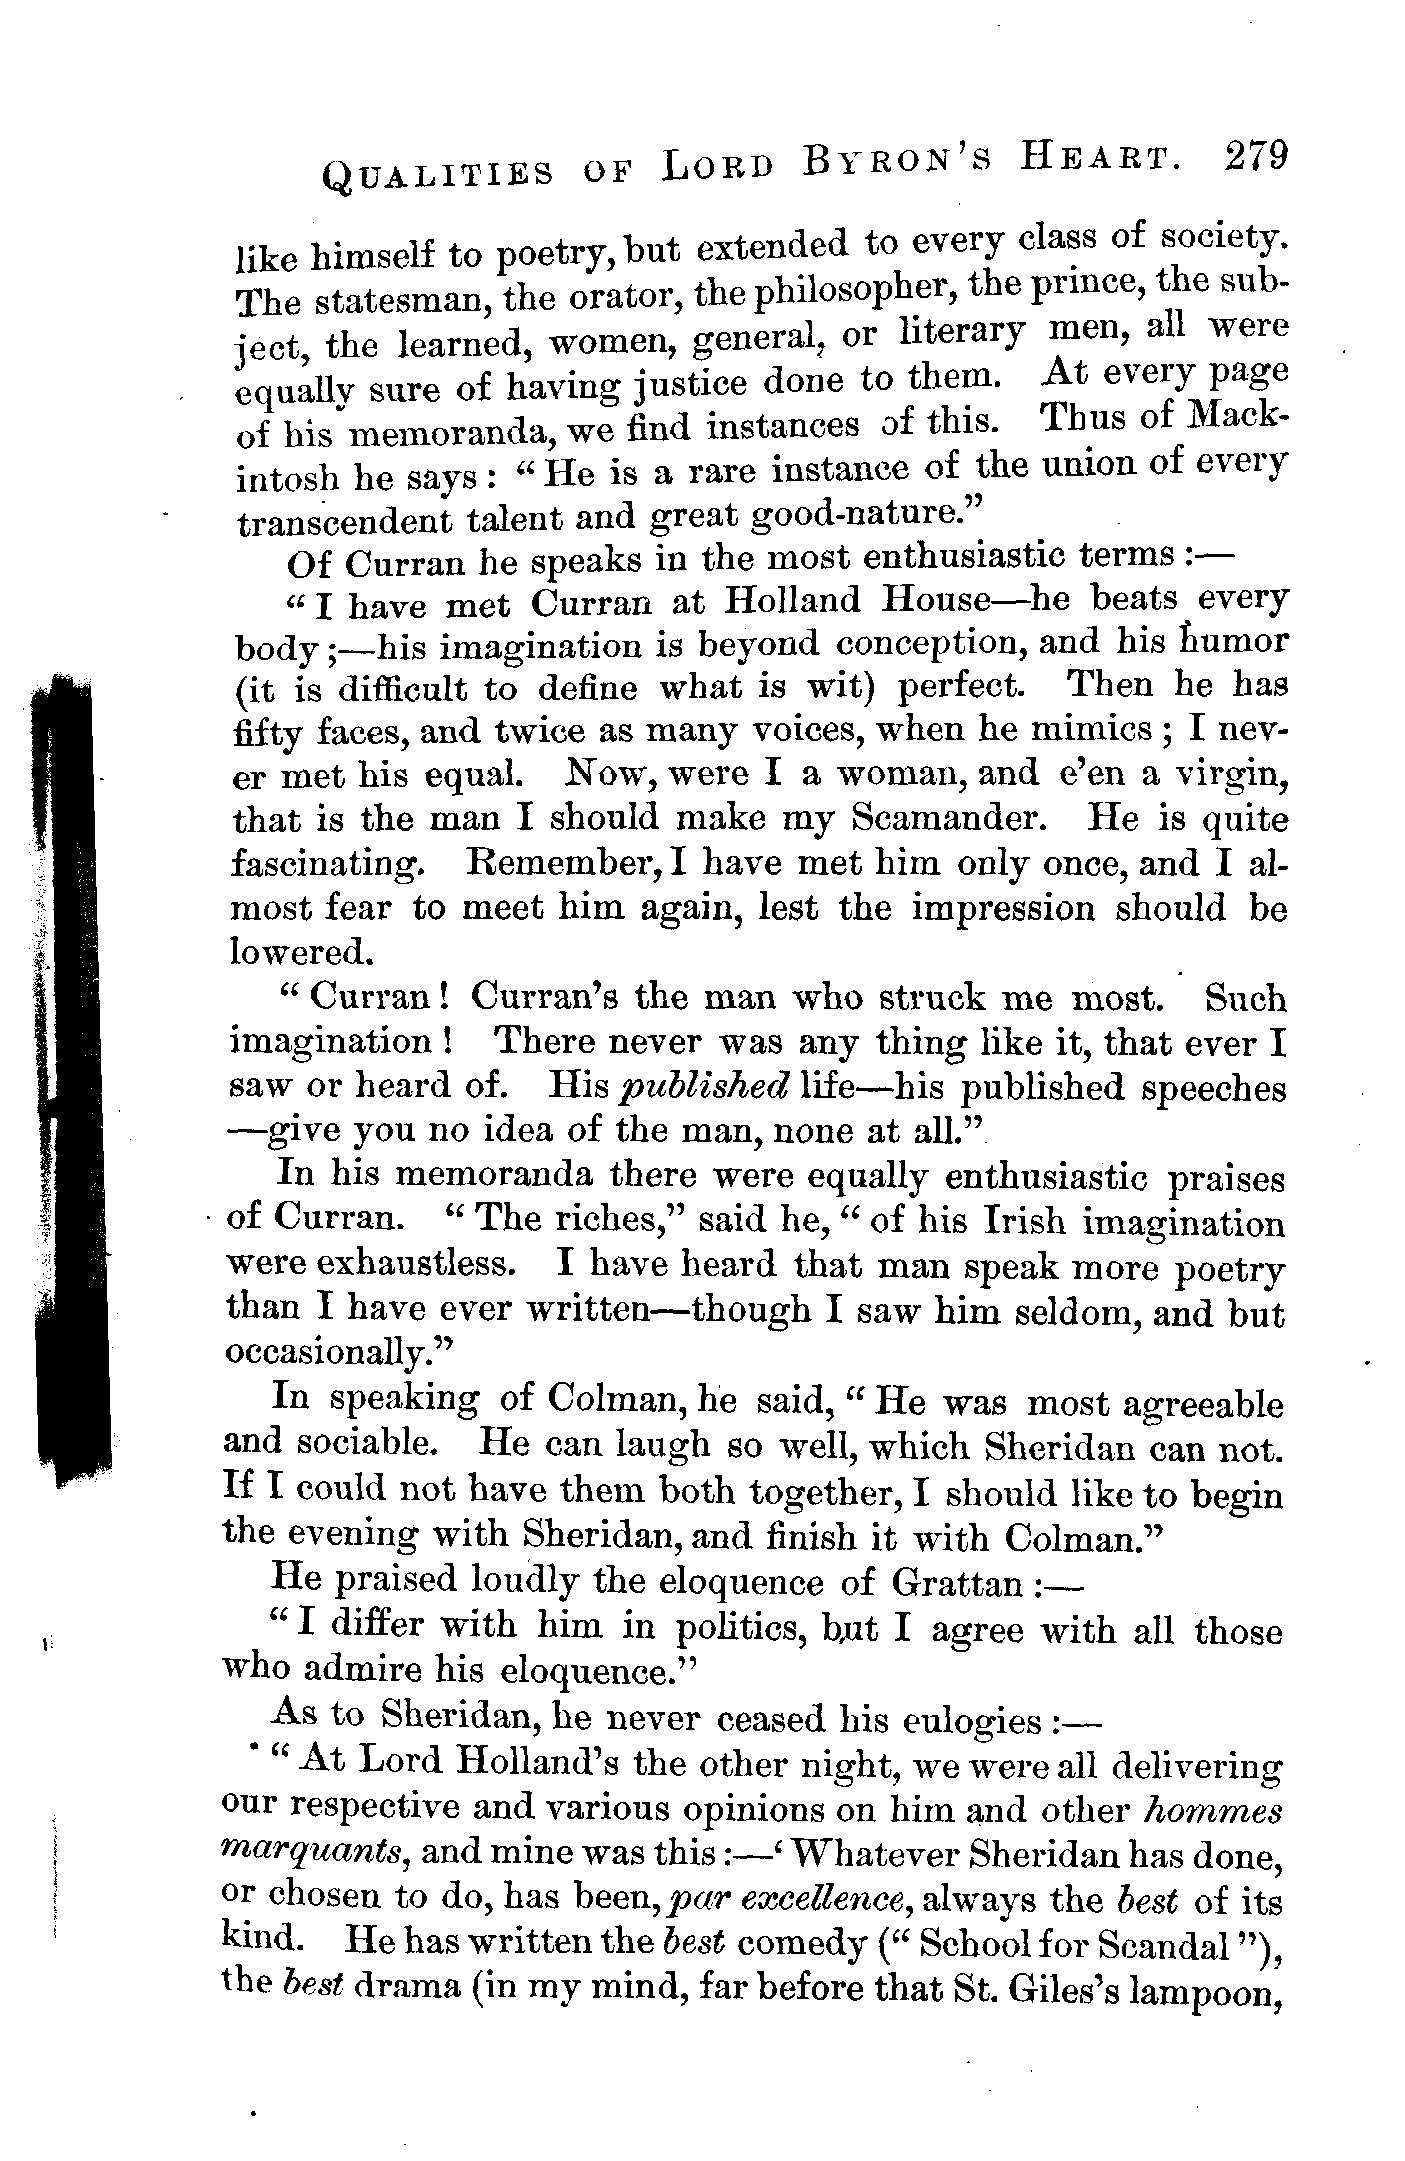 QUALITIES OF LORD BYRON'S HEART. 279
like himself to poetry, but extended to every class of society.
The statesman, the orator, the philosopher, the prince, the sub-
ject, the learned, women, general, or literary men, all were
equally sure of having justice done to them. At every page
of his memoranda, we find instances of this. Thus of Mack-
intosh he says: "He is a rare instance of the union of every
transcendent talent and great good-nature."
Of Curran he speaks in the most enthusiastic terms:—
"I have met Curran at Holland House—he beats every
body;—his imagination is beyond conception, and his humor
(it is difficult to define what is wit) perfect. Then he has
fifty faces, and twice as many voices, when he mimics; I nev-
er met his equal. Now, were I a woman, and e'en a virgin,
that is the man I should make my Scamander. He is quite
fascinating. Remember, I have met him only once, and I al-
most fear to meet him again, lest the impression should be
lowered.
"Curran! Curran's the man who struck me most. Such
imagination! There never was any thing like it, that ever I
saw or heard of. His published life—his published speeches
—give you no idea of the man, none at all."
In his memoranda there were equally enthusiastic praises
of Curran. "The riches," said he, "of his Irish imagination
were exhaustless. I have heard that man speak more poetry
than I have ever written—though I saw him seldom, and but
occasionally."
In speaking of Colman, he said, "He was most agreeable
and sociable. He can laugh so well, which Sheridan can not.
If I could not have them both together, I should like to begin
the evening with Sheridan, and finish it with Colman."
He praised loudly the eloquence of Grattan:—
"I differ with him in politics, but I agree with all those
who admire his eloquence."
As to Sheridan, he never ceased his eulogies:—
"At Lord Holland's the other night, we were all delivering
our respective and various opinions on him and other hommes
marquants, and mine was this:—'Whatever Sheridan has done,
or chosen to do, has been, par excellence, always the best of its
kind. He has written the best comedy ("School for Scandal"),
the best drama (in my mind, far before that St. Giles's lampoon,